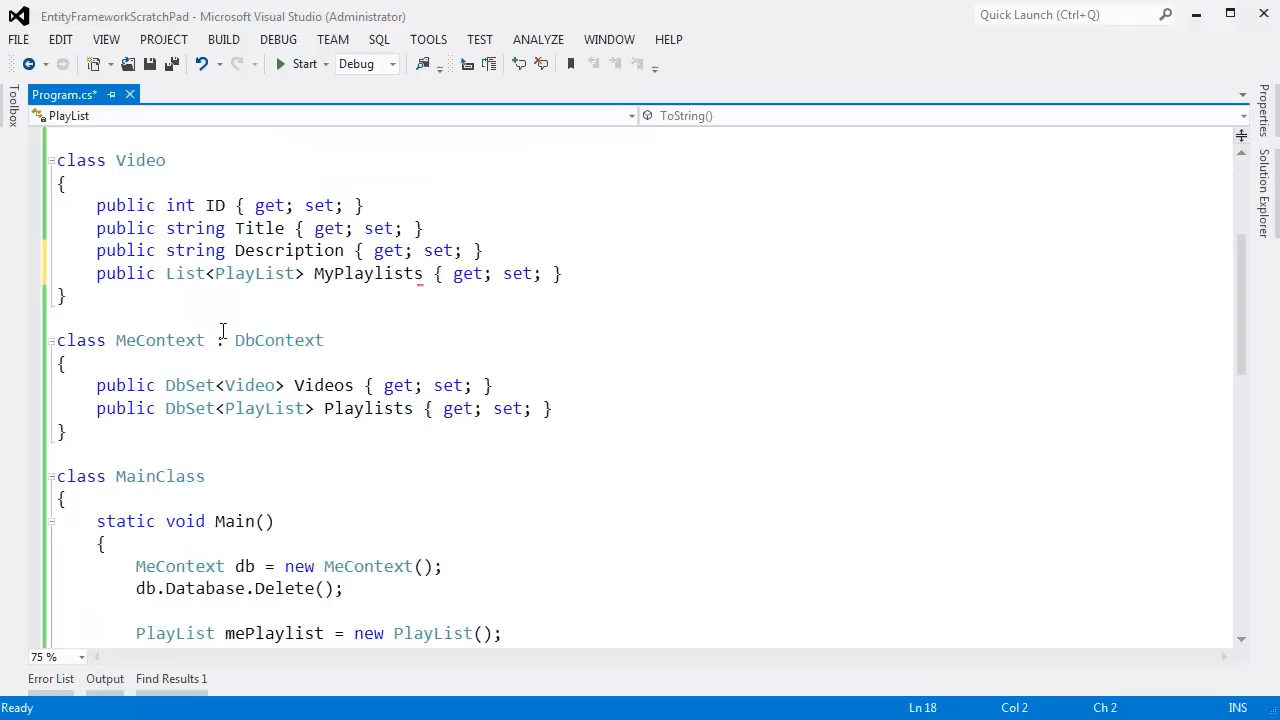 EntityFrameworkScratchPad - Microsoft Visual Studio (Administrator)
Quick Launch (Ctrl+Q)
FILE EDIT VIEW PROJECT BUILD DEBUG TEAM SQL TOOLS TEST ANALYZE WINDOW HELP
Start Debug
Toolbox
Program.cs*
PlayList ToString()
Properties
Solution Explorer
class Video
{
public int ID { get; set; }
public string Title { get; set; }
public string Description { get; set; }
public List<PlayList> MyPlaylists { get; set; }
}
class MeContext : DbContext
{
public DbSet<Video> Videos { get; set; }
public DbSet<PlayList> Playlists { get; set; }
}
class MainClass
{
static void Main()
{
MeContext db = new MeContext();
db.Database.Delete();
PlayList mePlaylist = new PlayList();
75 %
Error List Output Find Results 1
Ready Ln 18 Col 2 Ch 2 INS